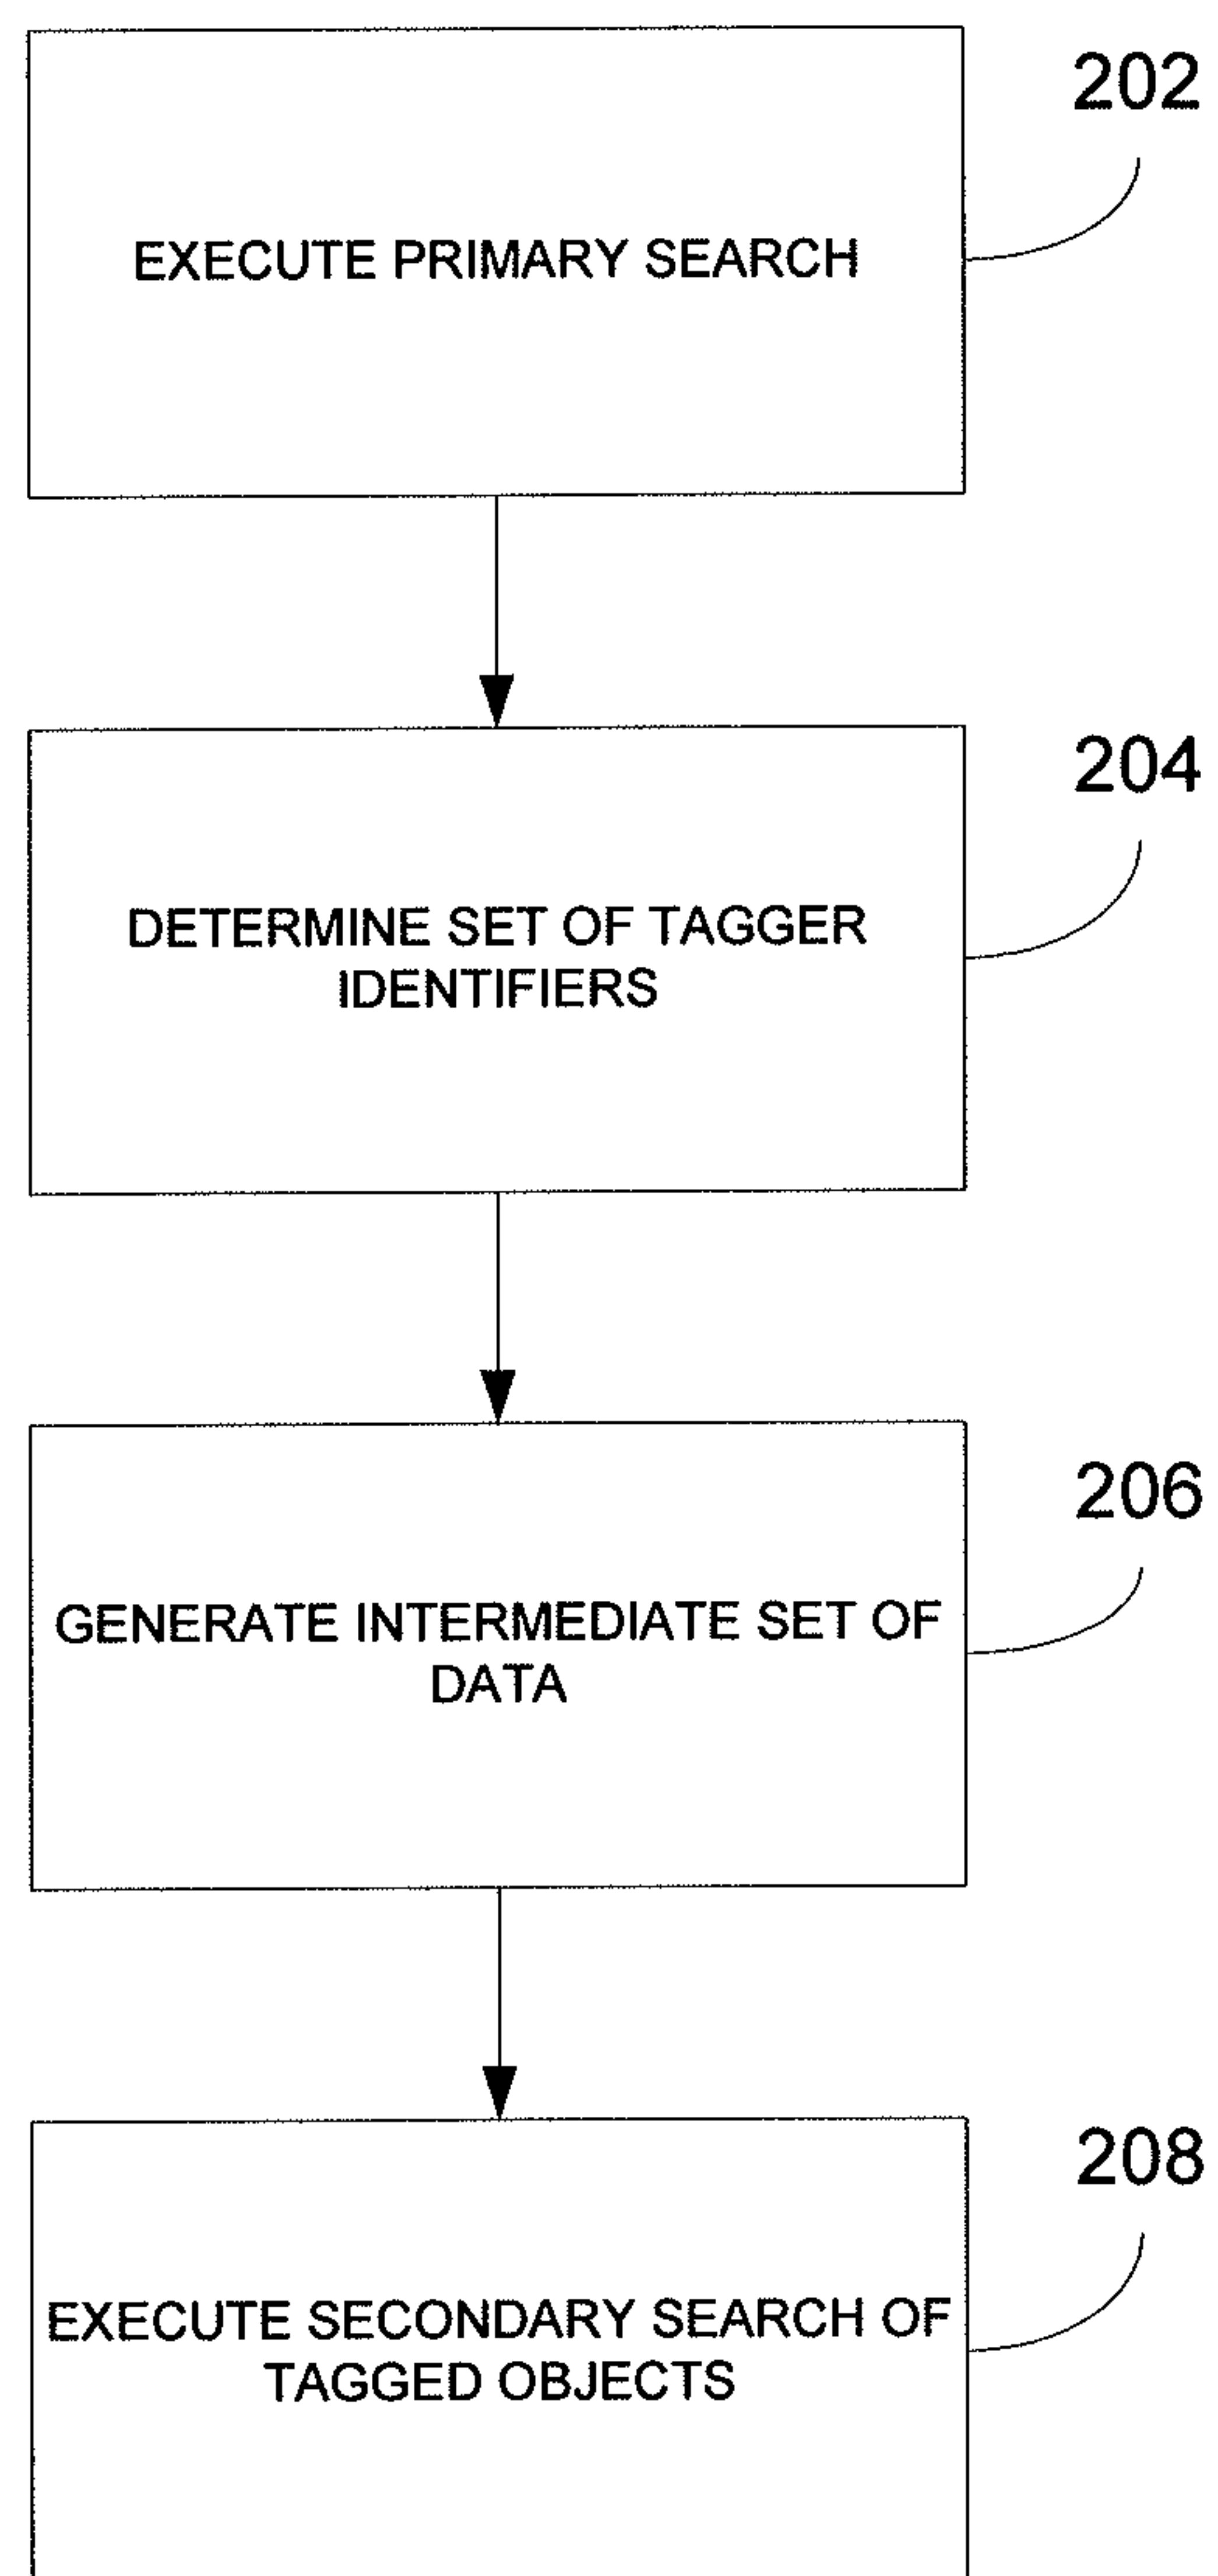 202
EXECUTE PRIMARY SEARCH
204
DETERMINE SET OF TAGGER
IDENTIFIERS
206
GENERATE INTERMEDIATE SET OF
DATA
208
EXECUTE SECONDARY SEARCH OF
TAGGED OBJECTS